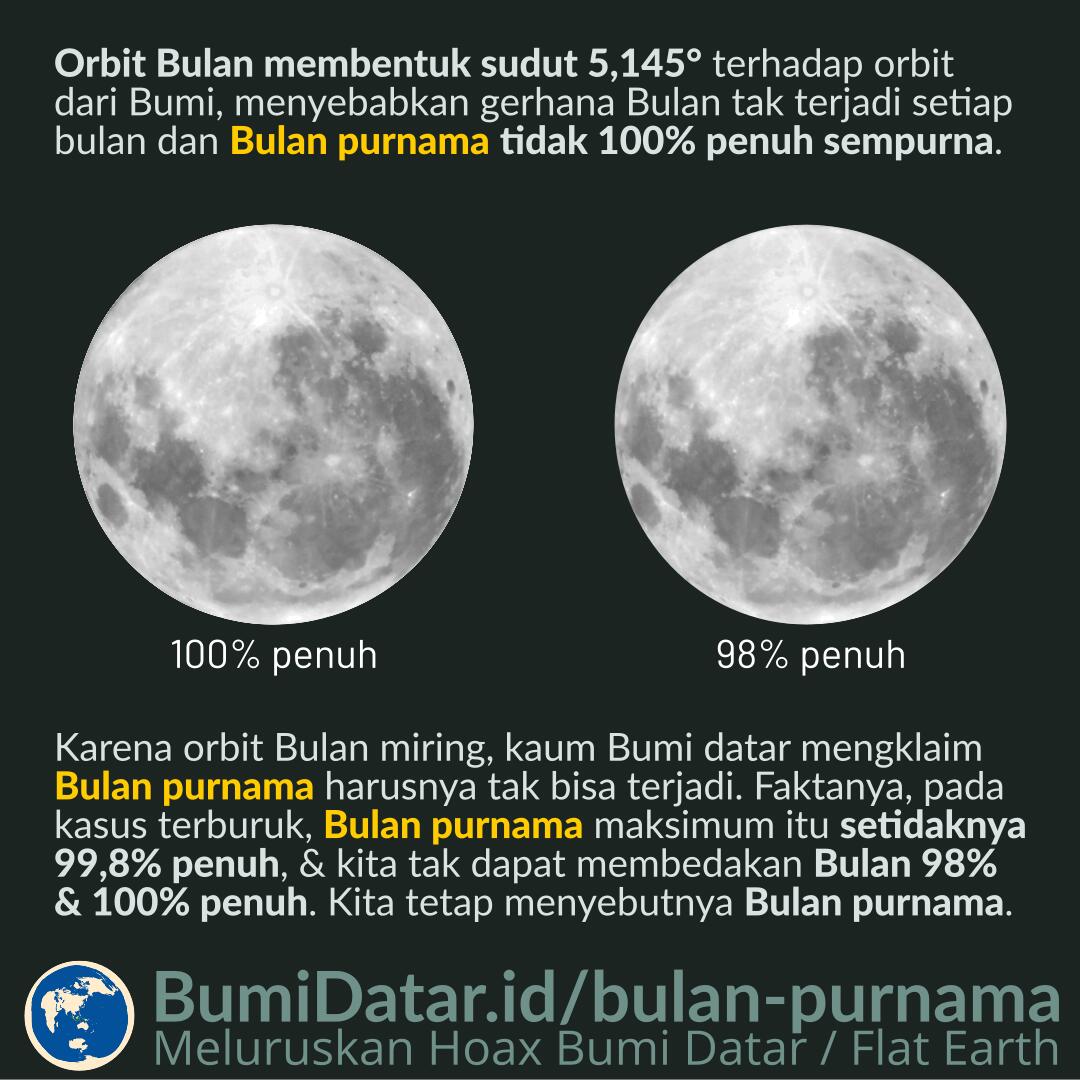 Orbit Bulan membentuk sudut 5,145° terhadap orbit
dari Bumi, menyebabkan gerhana Bulan tak terjadi setiap
bulan dan Bulan purnama tidak 100% penuh sempurna.
100% penuh
98% penuh
Karena orbit Bulan miring, kaum Bumi datar mengklaim
Bulan purnama harusnya tak bisa terjadi. Faktanya, pada
kasus terburuk, Bulan purnama maksimum itu setidaknya
99,8% penuh, & kita tak dapat membedakan Bulan 98%
& 100% penuh. Kita tetap menyebutnya Bulan purnama.
BumiDatar.id/bulan-purnama
Meluruskan Hoax Bumi Datar / Flat Earth